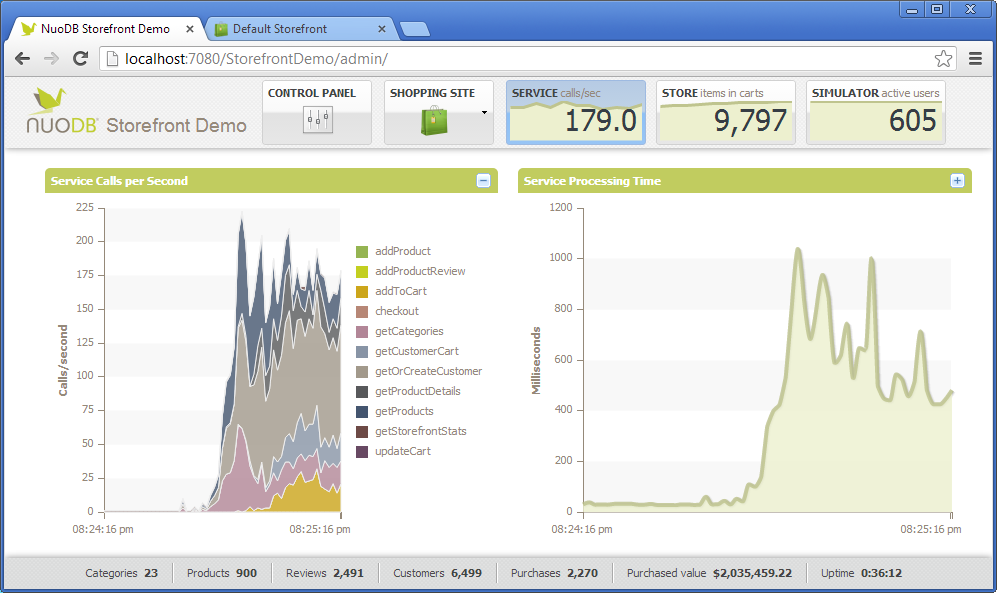 NuoDB Storefront Demo
Default Storefront
localhost:7080/StorefrontDemo/admin/
NUODB® Storefront Demo
CONTROL PANEL
SHOPPING SITE
SERVICE calls/sec
179.0
STORE items in carts
9,797
SIMULATOR active users
605
Service Calls per Second
225
200
175
150
125
100
75
50
25
0
Calls/second
08:24:16 pm
08:25:16 pm
addProduct
addProductReview
addToCart
checkout
getCategories
getCustomerCart
getOrCreateCustomer
getProductDetails
getProducts
getStorefrontStats
updateCart
Service Processing Time
1200
1000
800
600
400
200
0
Milliseconds
08:24:16 pm
08:25:16 pm
Categories 23 Products 900 Reviews 2,491 Customers 6,499 Purchases 2,270 Purchased value $2,035,459.22 Uptime 0:36:12